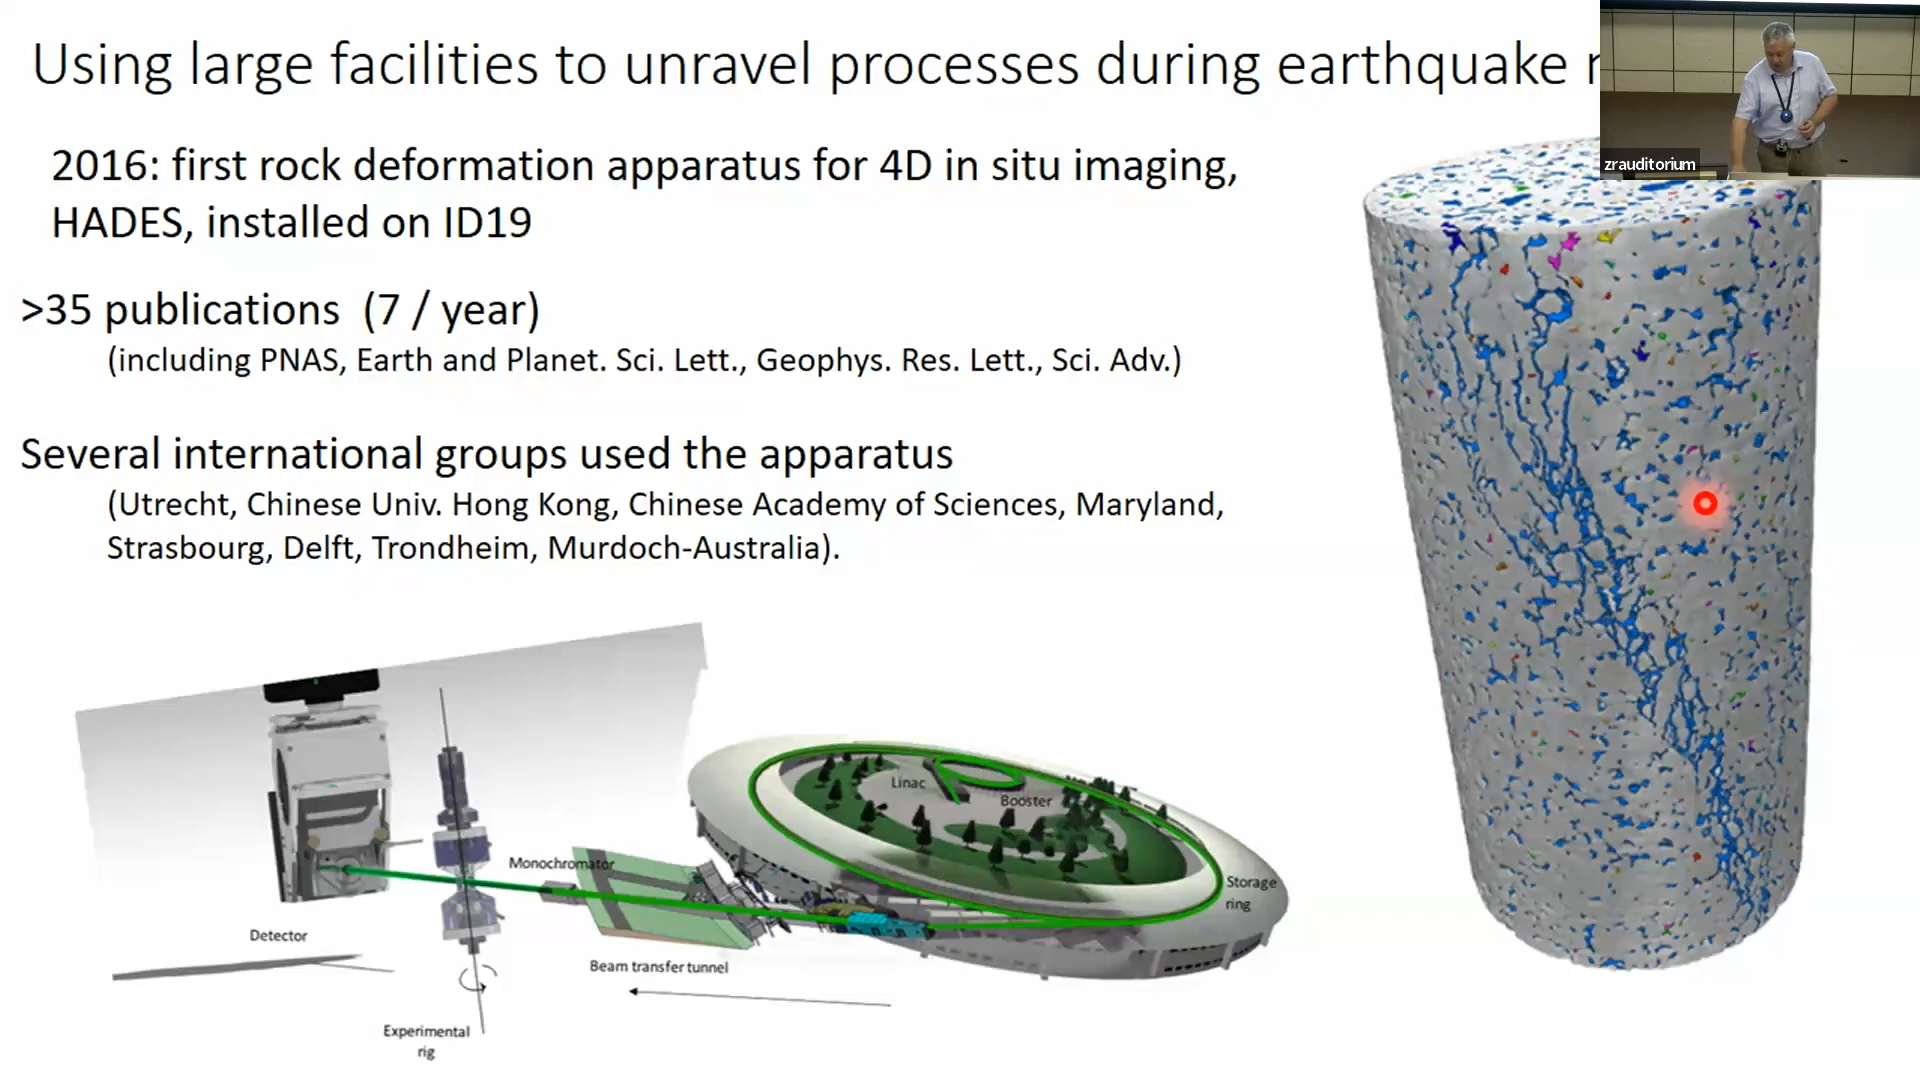 Using large facilities to unravel processes during earthquake
zrauditorium
2016: first rock deformation apparatus for 4D in situ imaging,
HADES, installed on ID19
>35 publications (7 / year)
(including PNAS, Earth and Planet. Sci. Lett., Geophys. Res. Lett., Sci. Adv.)
Several international groups used the apparatus
(Utrecht, Chinese Univ. Hong Kong, Chinese Academy of Sciences, Maryland,
Strasbourg, Delft, Trondheim, Murdoch-Australia).
Linac
Booster
Monochromator
Storage
ring
Detector
Beam transfer tunnel
Experimental
rig